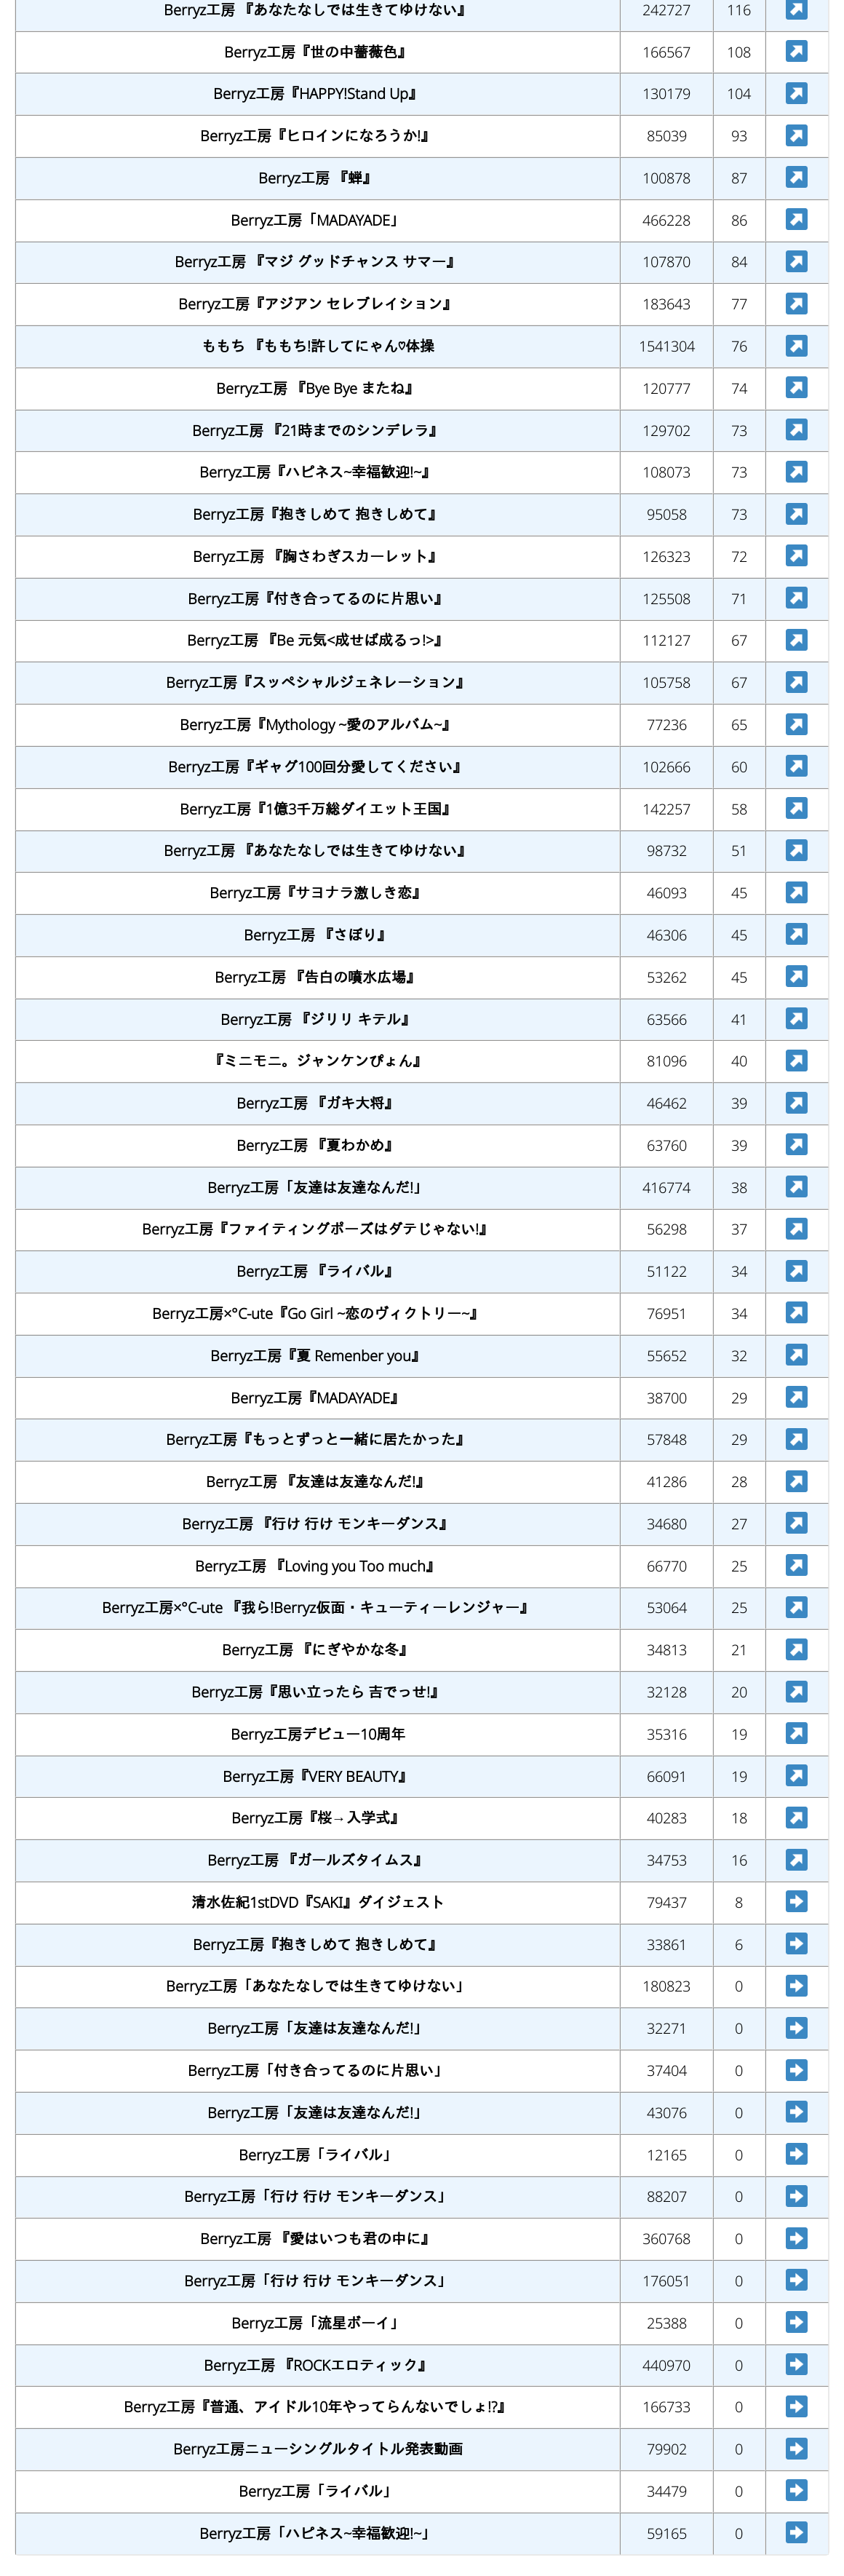 Berryz工房 『あなたなしでは生きてゆけない』 242727 116
Berryz工房『世の中薔薇色』 166567 108
Berryz工房『HAPPY!Stand Up』 130179 104
Berryz工房『ヒロインになろうか!』 85039 93
Berryz工房 『蝉』 100878 87
Berryz工房「MADAYADE」 466228 86
Berryz工房 『マジ グッドチャンス サマー』 107870 84
Berryz工房『アジアン セレブレイション』 183643 77
ももち 『ももち!許してにゃん♡体操 1541304 76
Berryz工房 『Bye Bye またね』 120777 74
Berryz工房 『21時までのシンデレラ』 129702 73
Berryz工房『ハピネス~幸福歓迎!~』 108073 73
Berryz工房『抱きしめて 抱きしめて』 95058 73
Berryz工房 『胸さわぎスカーレット』 126323 72
Berryz工房『付き合ってるのに片思い』 125508 71
Berryz工房 『Be 元気<成せば成るっ!>』 112127 67
Berryz工房『スッペシャルジェネレーション』 105758 67
Berryz工房『Mythology ~愛のアルバム~』 77236 65
Berryz工房『ギャグ100回分愛してください』 102666 60
Berryz工房『1億3千万総ダイエット王国』 142257 58
Berryz工房 『あなたなしでは生きてゆけない』 98732 51
Berryz工房『サヨナラ激しき恋』 46093 45
Berryz工房 『さぼり』 46306 45
Berryz工房 『告白の噴水広場』 53262 45
Berryz工房 『ジリリ キテル』 63566 41
『ミニモニ。ジャンケンぴょん』 81096 40
Berryz工房 『ガキ大将』 46462 39
Berryz工房 『夏わかめ』 63760 39
Berryz工房「友達は友達なんだ!」 416774 38
Berryz工房『ファイティングポーズはダテじゃない!』 56298 37
Berryz工房 『ライバル』 51122 34
Berryz工房×°C-ute『Go Girl ~恋のヴィクトリー~』 76951 34
Berryz工房『夏 Remenber you』 55652 32
Berryz工房『MADAYADE』 38700 29
Berryz工房『もっとずっと一緒に居たかった』 57848 29
Berryz工房 『友達は友達なんだ!』 41286 28
Berryz工房 『行け 行け モンキーダンス』 34680 27
Berryz工房 『Loving you Too much』 66770 25
Berryz工房×°C-ute 『我ら!Berryz仮面・キューティーレンジャー』 53064 25
Berryz工房 『にぎやかな冬』 34813 21
Berryz工房『思い立ったら 吉でっせ!』 32128 20
Berryz工房デビュー10周年 35316 19
Berryz工房『VERY BEAUTY』 66091 19
Berryz工房『桜→入学式』 40283 18
Berryz工房 『ガールズタイムス』 34753 16
清水佐紀1stDVD『SAKI』ダイジェスト 79437 8
Berryz工房『抱きしめて 抱きしめて』 33861 6
Berryz工房「あなたなしでは生きてゆけない」 180823 0
Berryz工房「友達は友達なんだ!」 32271 0
Berryz工房「付き合ってるのに片思い」 37404 0
Berryz工房「友達は友達なんだ!」 43076 0
Berryz工房「ライバル」 12165 0
Berryz工房「行け 行け モンキーダンス」 88207 0
Berryz工房 『愛はいつも君の中に』 360768 0
Berryz工房「行け 行け モンキーダンス」 176051 0
Berryz工房「流星ボーイ」 25388 0
Berryz工房 『ROCKエロティック』 440970 0
Berryz工房『普通、アイドル10年やってらんないでしょ!?』 166733 0
Berryz工房ニューシングルタイトル発表動画 79902 0
Berryz工房「ライバル」 34479 0
Berryz工房「ハピネス~幸福歓迎!~」 59165 0